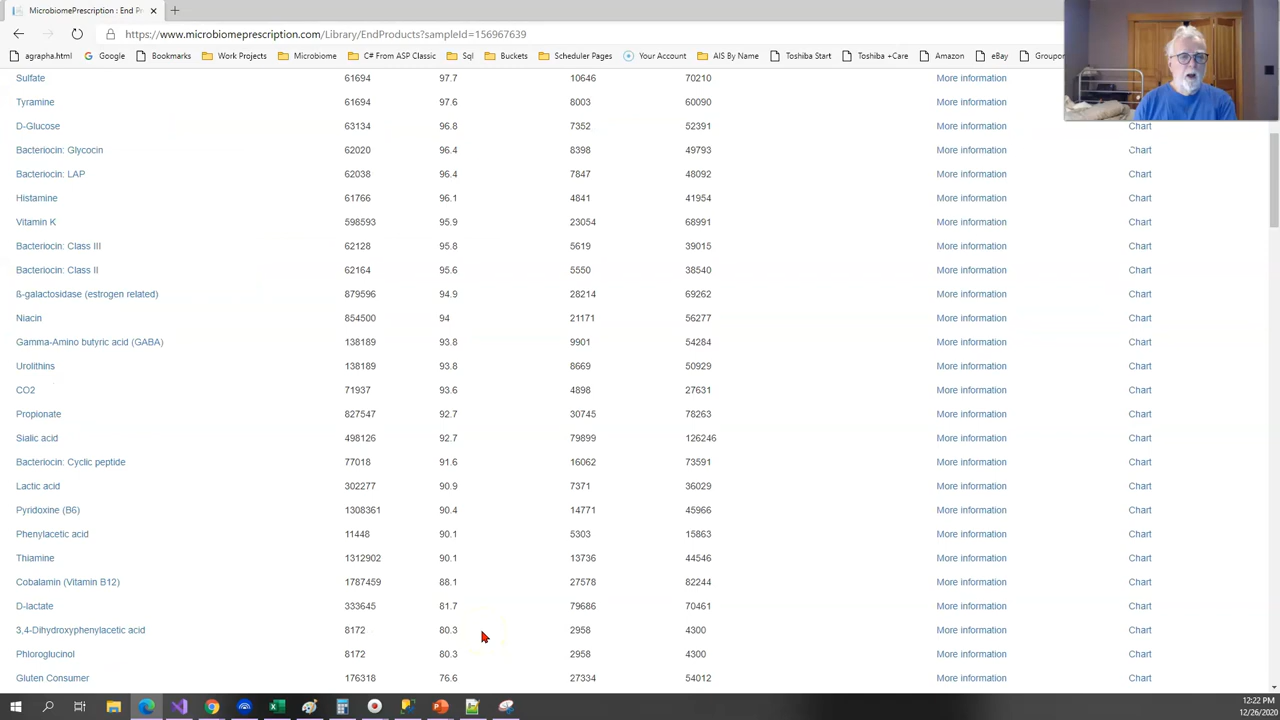 MicrobiomePrescription : End Pr
https://www.microbiomeprescription.com/Library/EndProducts?sampleId=156967639
agrapha.html Google Bookmarks Work Projects Microbiome C# From ASP Classic Sql Buckets Scheduler Pages Your Account AIS By Name Toshiba Start Toshiba +Care Amazon eBay Groupon
Sulfate 61694 97.7 10646 70210 More information
Tyramine 61694 97.6 8003 60090 More information
D-Glucose 63134 96.8 7352 52391 More information Chart
Bacteriocin: Glycocin 62020 96.4 8398 49793 More information Chart
Bacteriocin: LAP 62038 96.4 7847 48092 More information Chart
Histamine 61766 96.1 4841 41954 More information Chart
Vitamin K 598593 95.9 23054 68991 More information Chart
Bacteriocin: Class III 62128 95.8 5619 39015 More information Chart
Bacteriocin: Class II 62164 95.6 5550 38540 More information Chart
ß-galactosidase (estrogen related) 879596 94.9 28214 69262 More information Chart
Niacin 854500 94 21171 56277 More information Chart
Gamma-Amino butyric acid (GABA) 138189 93.8 9901 54284 More information Chart
Urolithins 138189 93.8 8669 50929 More information Chart
CO2 71937 93.6 4898 27631 More information Chart
Propionate 827547 92.7 30745 78263 More information Chart
Sialic acid 498126 92.7 79899 126246 More information Chart
Bacteriocin: Cyclic peptide 77018 91.6 16062 73591 More information Chart
Lactic acid 302277 90.9 7371 36029 More information Chart
Pyridoxine (B6) 1308361 90.4 14771 45966 More information Chart
Phenylacetic acid 11448 90.1 5303 15863 More information Chart
Thiamine 1312902 90.1 13736 44546 More information Chart
Cobalamin (Vitamin B12) 1787459 88.1 27578 82244 More information Chart
D-lactate 333645 81.7 79686 70461 More information Chart
3,4-Dihydroxyphenylacetic acid 8172 80.3 2958 4300 More information Chart
Phloroglucinol 8172 80.3 2958 4300 More information Chart
Gluten Consumer 176318 76.6 27334 54012 More information Chart
12:22 PM
12/26/2020